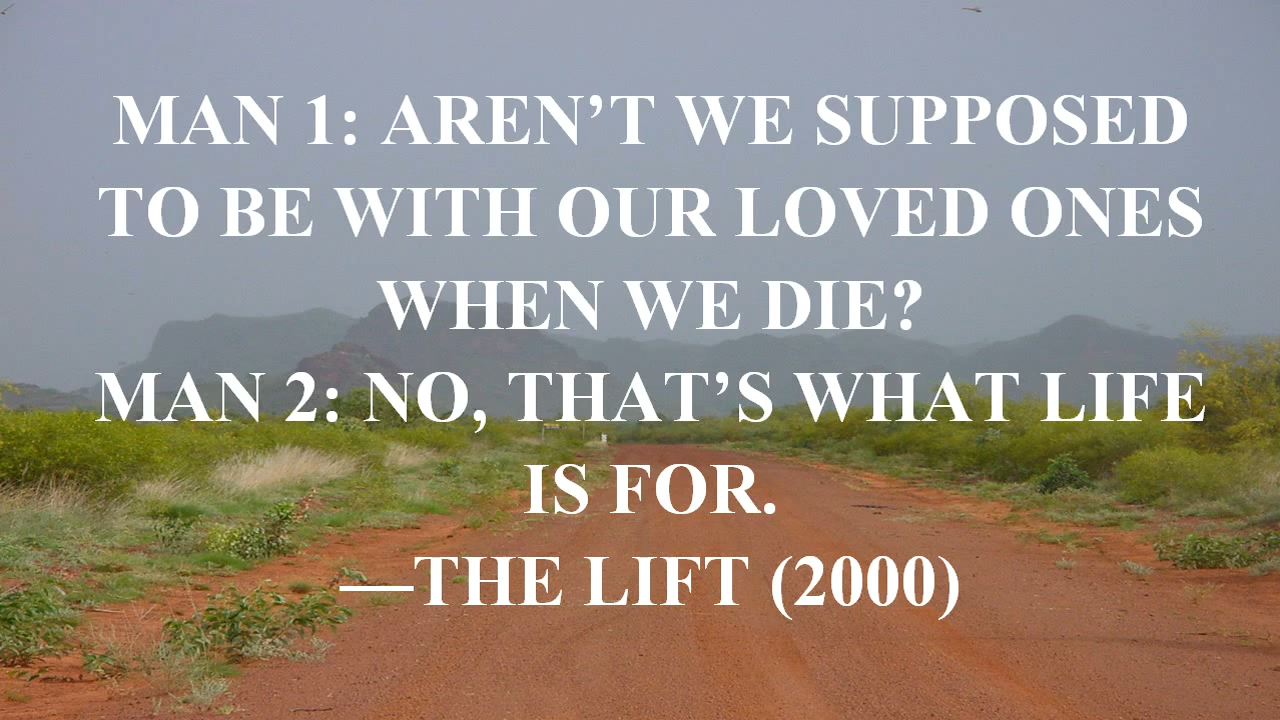 MAN 1: AREN’T WE SUPPOSED
TO BE WITH OUR LOVED ONES
WHEN WE DIE?
MAN 2: NO, THAT’S WHAT LIFE
IS FOR.
—THE LIFT (2000)